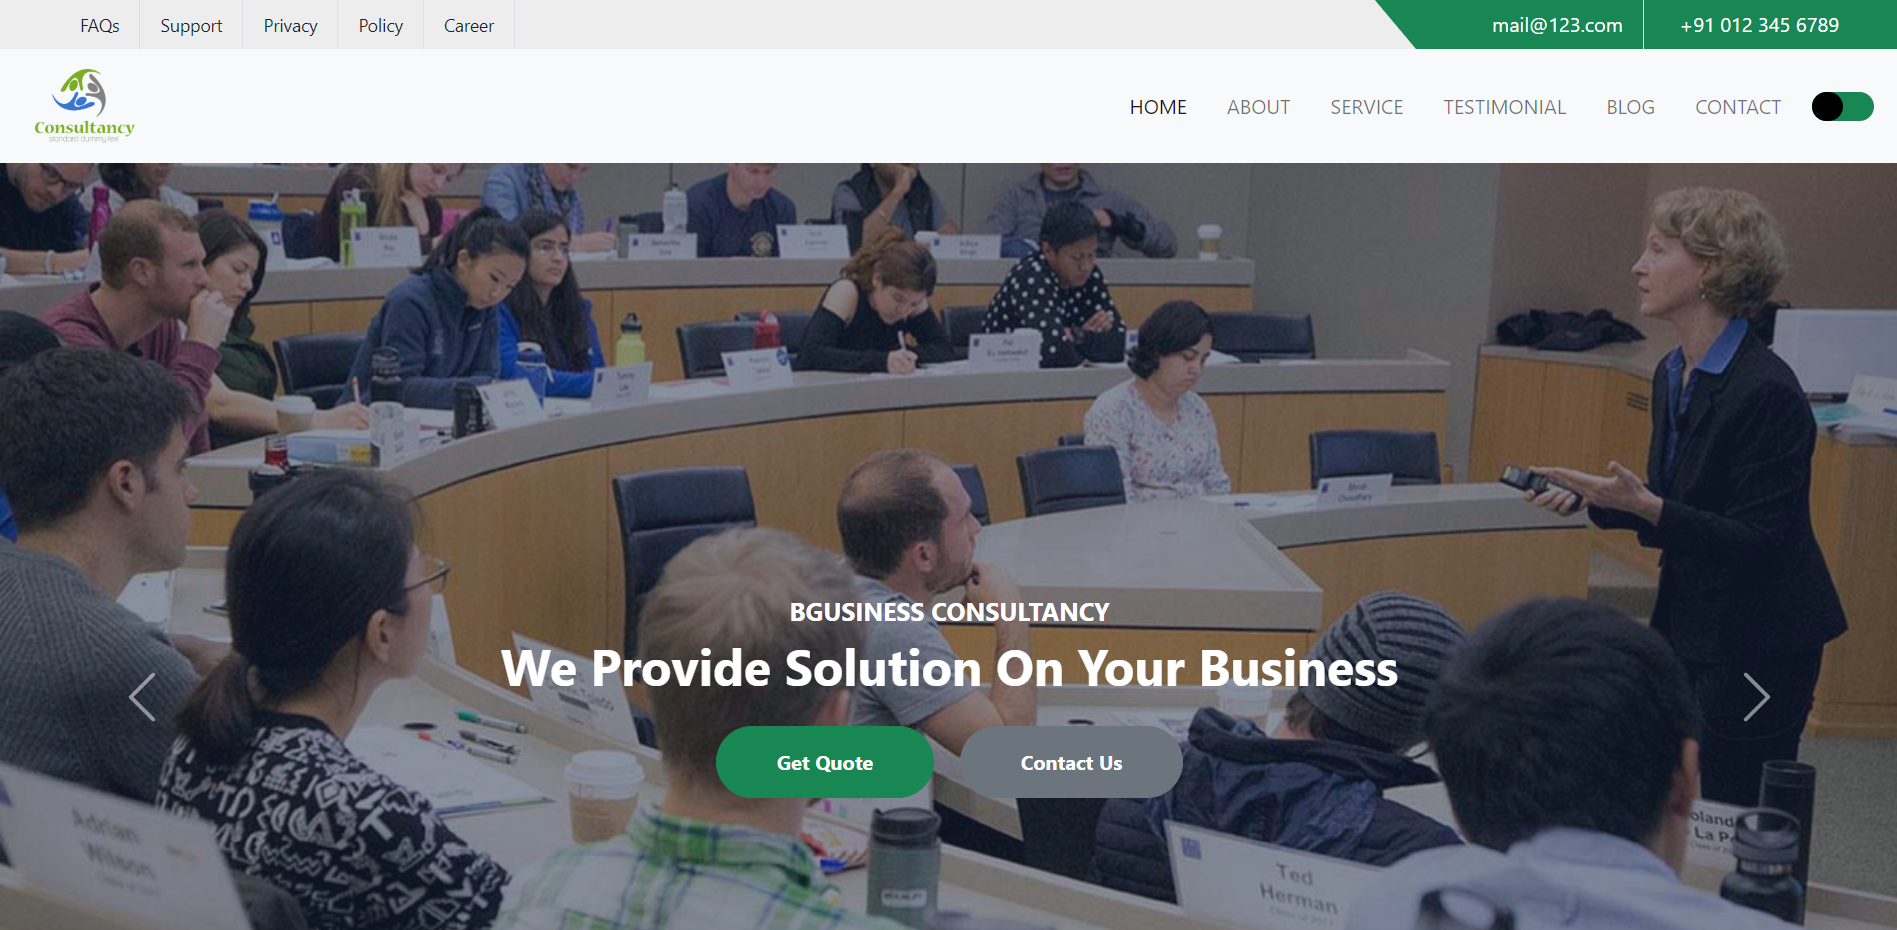 FAQs
Support
Privacy
Policy
Career
mail@123.com
+91 012 345 6789
Consultancy
standard dummy text
HOME
ABOUT
SERVICE
TESTIMONIAL
BLOG
CONTACT
BGUSINESS CONSULTANCY
We Provide Solution On Your Business
Get Quote
Contact Us
Adrian
Wilson
Ted
Herman